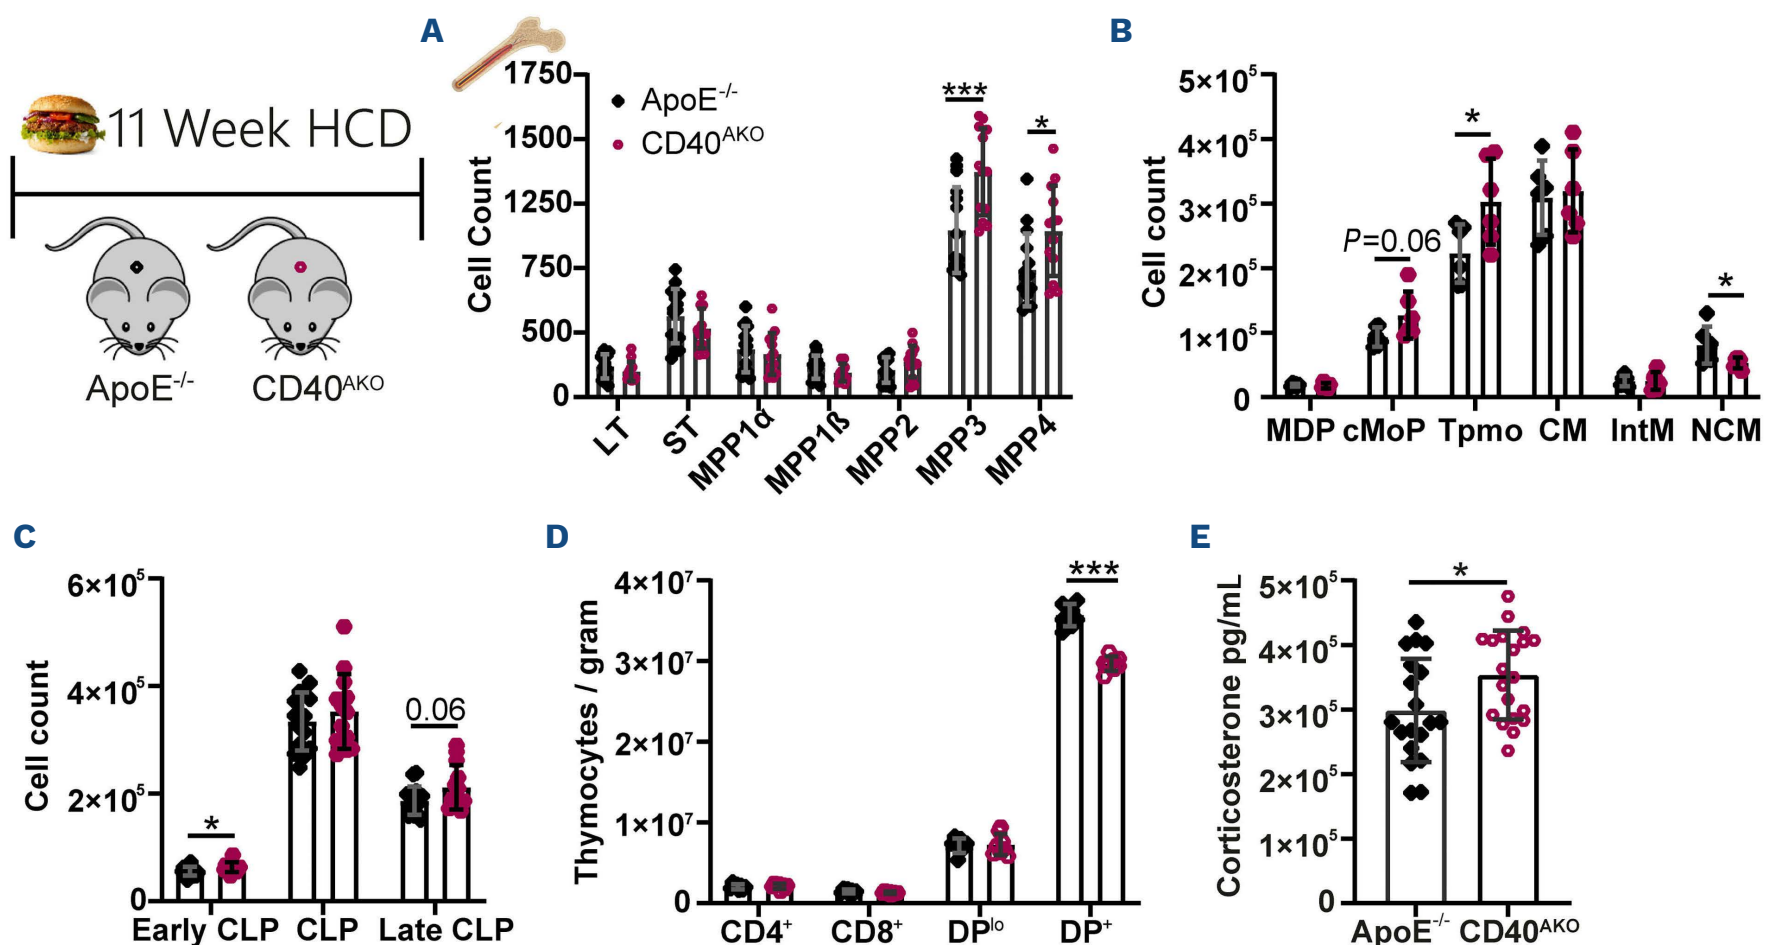 11 Week HCD
ApoE-/-
CD40AKO
A
1750
1500
1250
750
500
0
Cell Count
ApoE-/-
CD40AKO
***
*
LT
ST
MPP1α
MPP1ß
MPP2
MPP3
MPP4
B
5×10⁵
4×10⁵
3×10⁵
2×10⁵
1×10⁵
0
Cell count
P=0.06
*
*
MDP cMoP Tpmo CM IntM NCM
C
6×10⁵
4×10⁵
2×10⁵
0
Cell count
*
0.06
Early CLP CLP Late CLP
D
4×10⁷
3×10⁷
2×10⁷
1×10⁷
0
Thymocytes / gram
***
CD4⁺ CD8⁺ DPlo DP⁺
E
5×10⁵
4×10⁵
3×10⁵
2×10⁵
1×10⁵
0
Corticosterone pg/mL
*
ApoE-/- CD40AKO